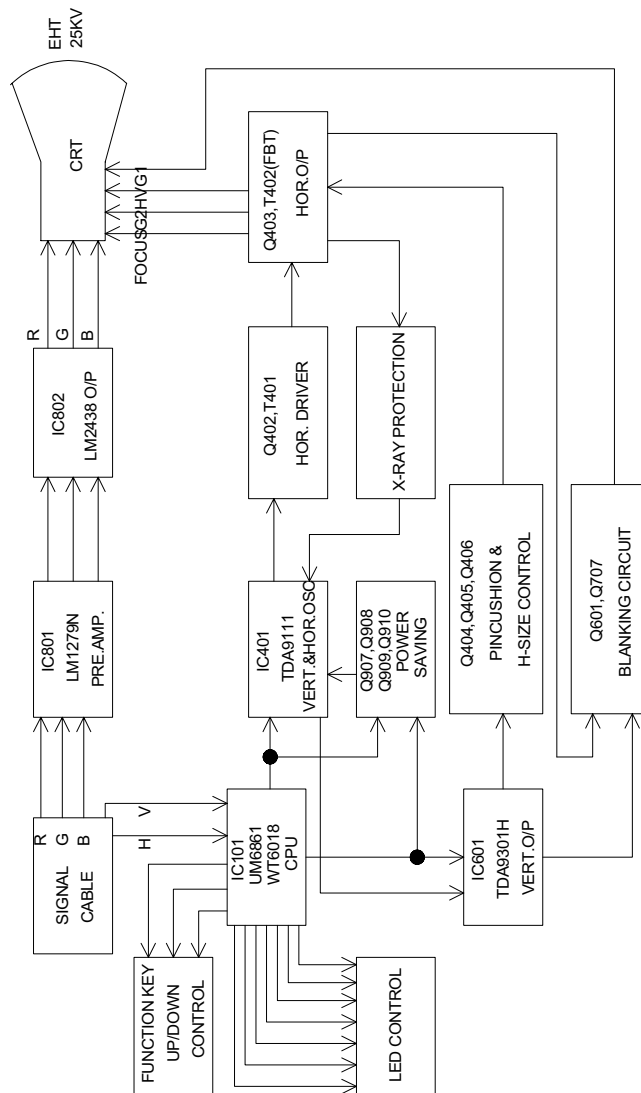 SIGNAL
CABLE
R
G
B
IC801
LM1279N
PRE.AMP.
IC802
LM2438 O/P
R
G
B
CRT
EHT
25KV
H
V
FUNCTION KEY
UP/DOWN
CONTROL
IC101
UM6861
WT6018
CPU
IC401
TDA9111
VERT.&HOR.OSC
Q402,T401
HOR. DRIVER
Q403,T402(FBT)
HOR.O/P
FOCUS
G2
HV
G1
LED CONTROL
Q907,Q908
Q909,Q910
POWER
SAVING
X-RAY PROTECTION
IC601
TDA9301H
VERT.O/P
Q404,Q405,Q406
PINCUSHION &
H-SIZE CONTROL
Q601,Q707
BLANKING CIRCUIT